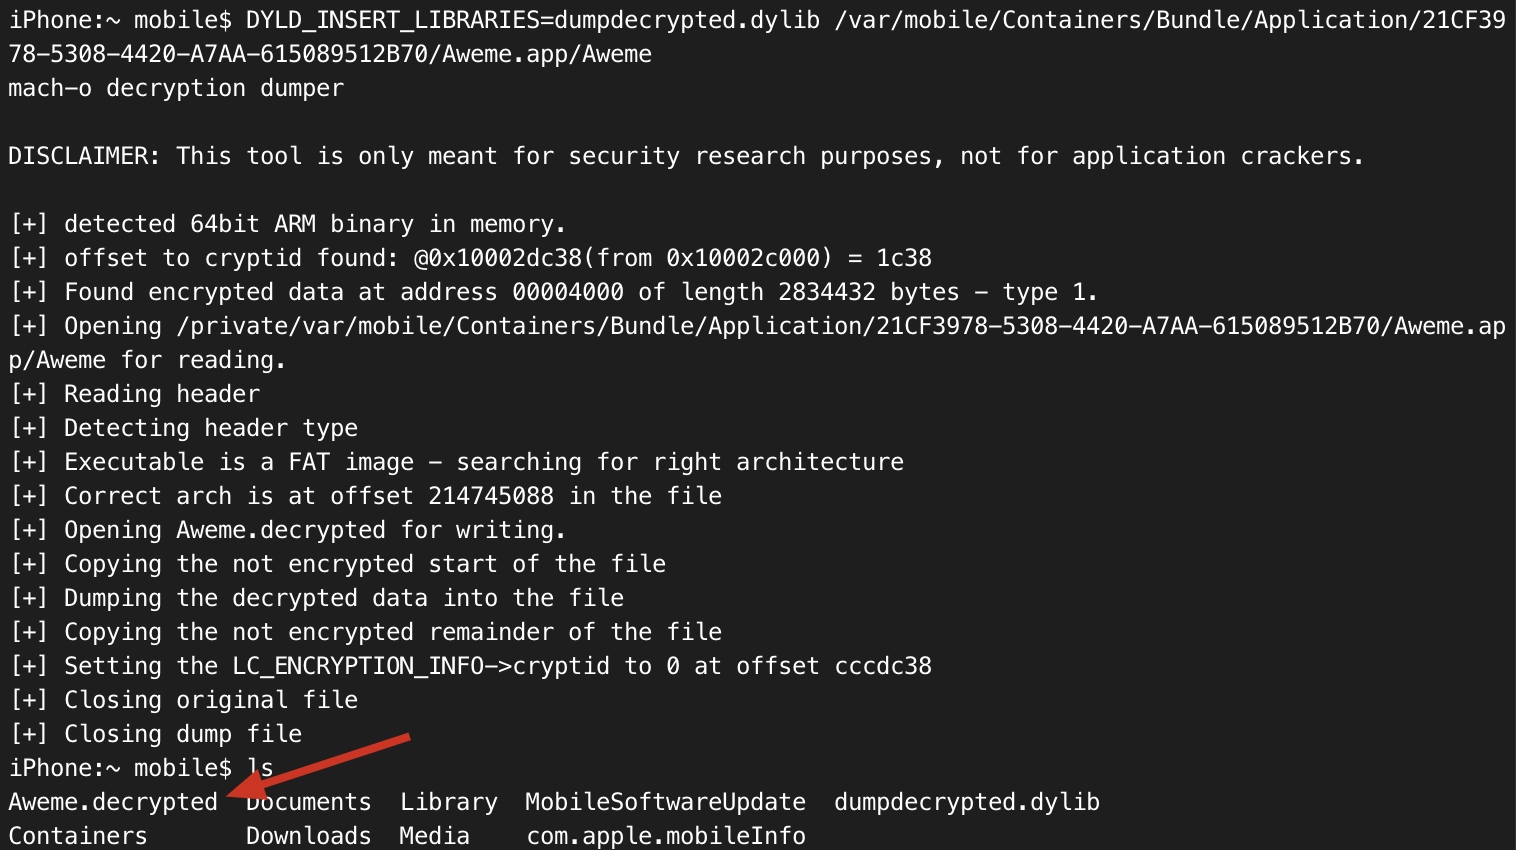 iPhone:~ mobile$ DYLD_INSERT_LIBRARIES=dumpdecrypted.dylib /var/mobile/Containers/Bundle/Application/21CF39
78-5308-4420-A7AA-615089512B70/Aweme.app/Aweme
mach-o decryption dumper
DISCLAIMER: This tool is only meant for security research purposes, not for application crackers.
[+] detected 64bit ARM binary in memory.
[+] offset to cryptid found: @0x10002dc38(from 0x10002c000) = 1c38
[+] Found encrypted data at address 00004000 of length 2834432 bytes - type 1.
[+] Opening /private/var/mobile/Containers/Bundle/Application/21CF3978-5308-4420-A7AA-615089512B70/Aweme.ap
p/Aweme for reading.
[+] Reading header
[+] Detecting header type
[+] Executable is a FAT image - searching for right architecture
[+] Correct arch is at offset 214745088 in the file
[+] Opening Aweme.decrypted for writing.
[+] Copying the not encrypted start of the file
[+] Dumping the decrypted data into the file
[+] Copying the not encrypted remainder of the file
[+] Setting the LC_ENCRYPTION_INFO->cryptid to 0 at offset cccdc38
[+] Closing original file
[+] Closing dump file
iPhone:~ mobile$ ls
Aweme.decrypted  Documents  Library  MobileSoftwareUpdate  dumpdecrypted.dylib
Containers       Downloads  Media    com.apple.mobileInfo